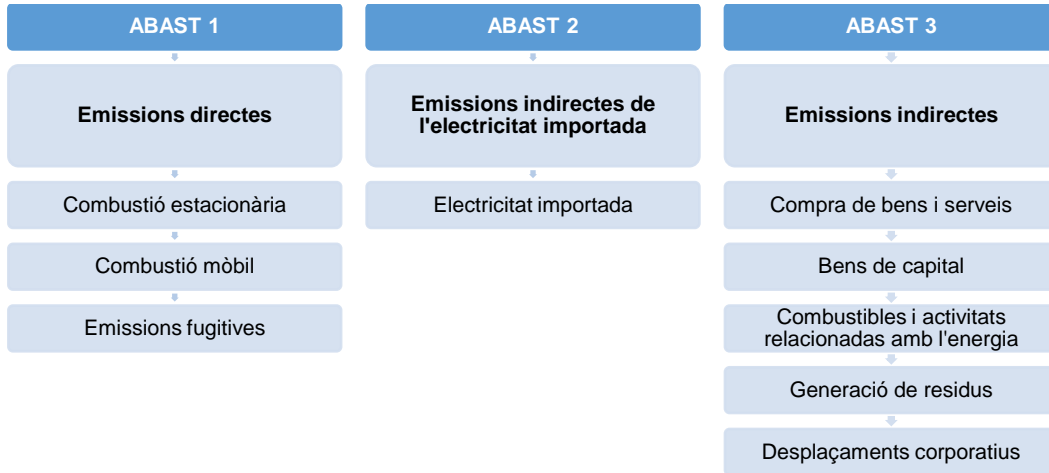 ABAST 1
Emissions directes
Combustió estacionària
Combustió mòbil
Emissions fugitives
ABAST 2
Emissions indirectes de
l'electricitat importada
Electricitat importada
ABAST 3
Emissions indirectes
Compra de bens i serveis
Bens de capital
Combustibles i activitats
relacionadas amb l'energia
Generació de residus
Desplaçaments corporatius